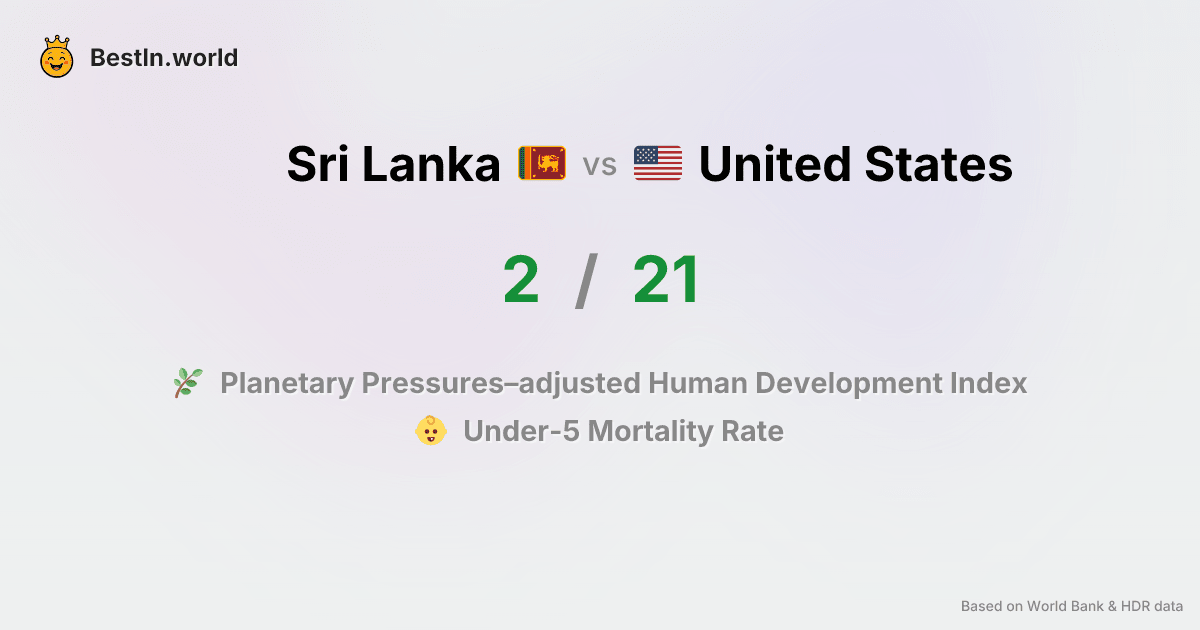 BestIn.world
Sri Lanka vs United States
2 / 21
Planetary Pressures–adjusted Human Development Index
Under-5 Mortality Rate
Based on World Bank & HDR data